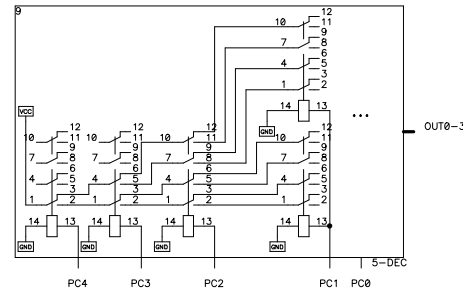 9
12
10 11
9
7 8
6
4 5
3
1 2
14 13
GND
...
OUT0-3
VCC
12 12 12 12
10 11 10 11 10 11 10 11
9 9 9 9
7 8 7 8 7 8 7 8
6 6 6 6
4 5 4 5 4 5 4 5
3 3 3 3
1 2 1 2 1 2 1 2
14 13 14 13 14 13 14 13
GND GND GND GND
5-DEC
PC4 PC3 PC2 PC1 PC0